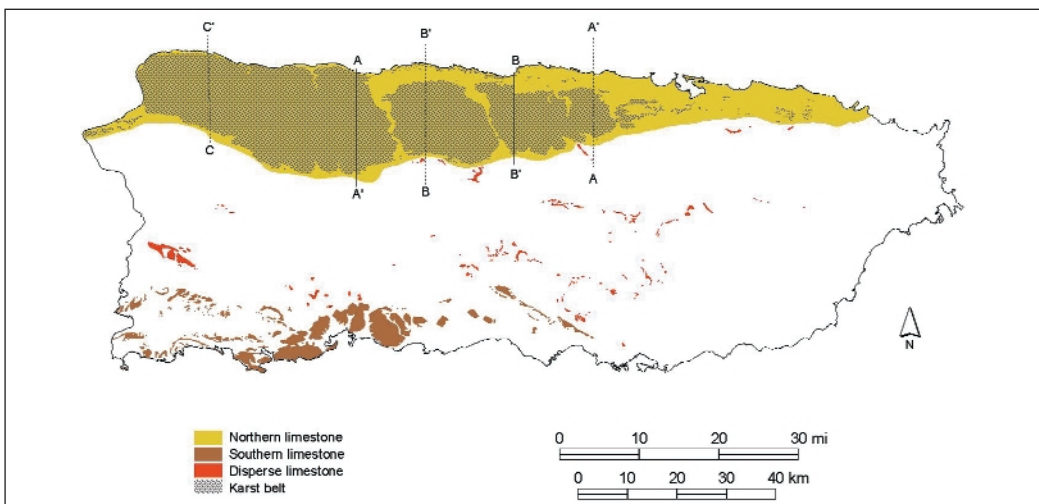 C'
A
B'
B
A'
C
A'
B
B'
A
N
Northern limestone
Southern limestone
Disperse limestone
Karst belt
0 10 20 30 mi
0 10 20 30 40 km